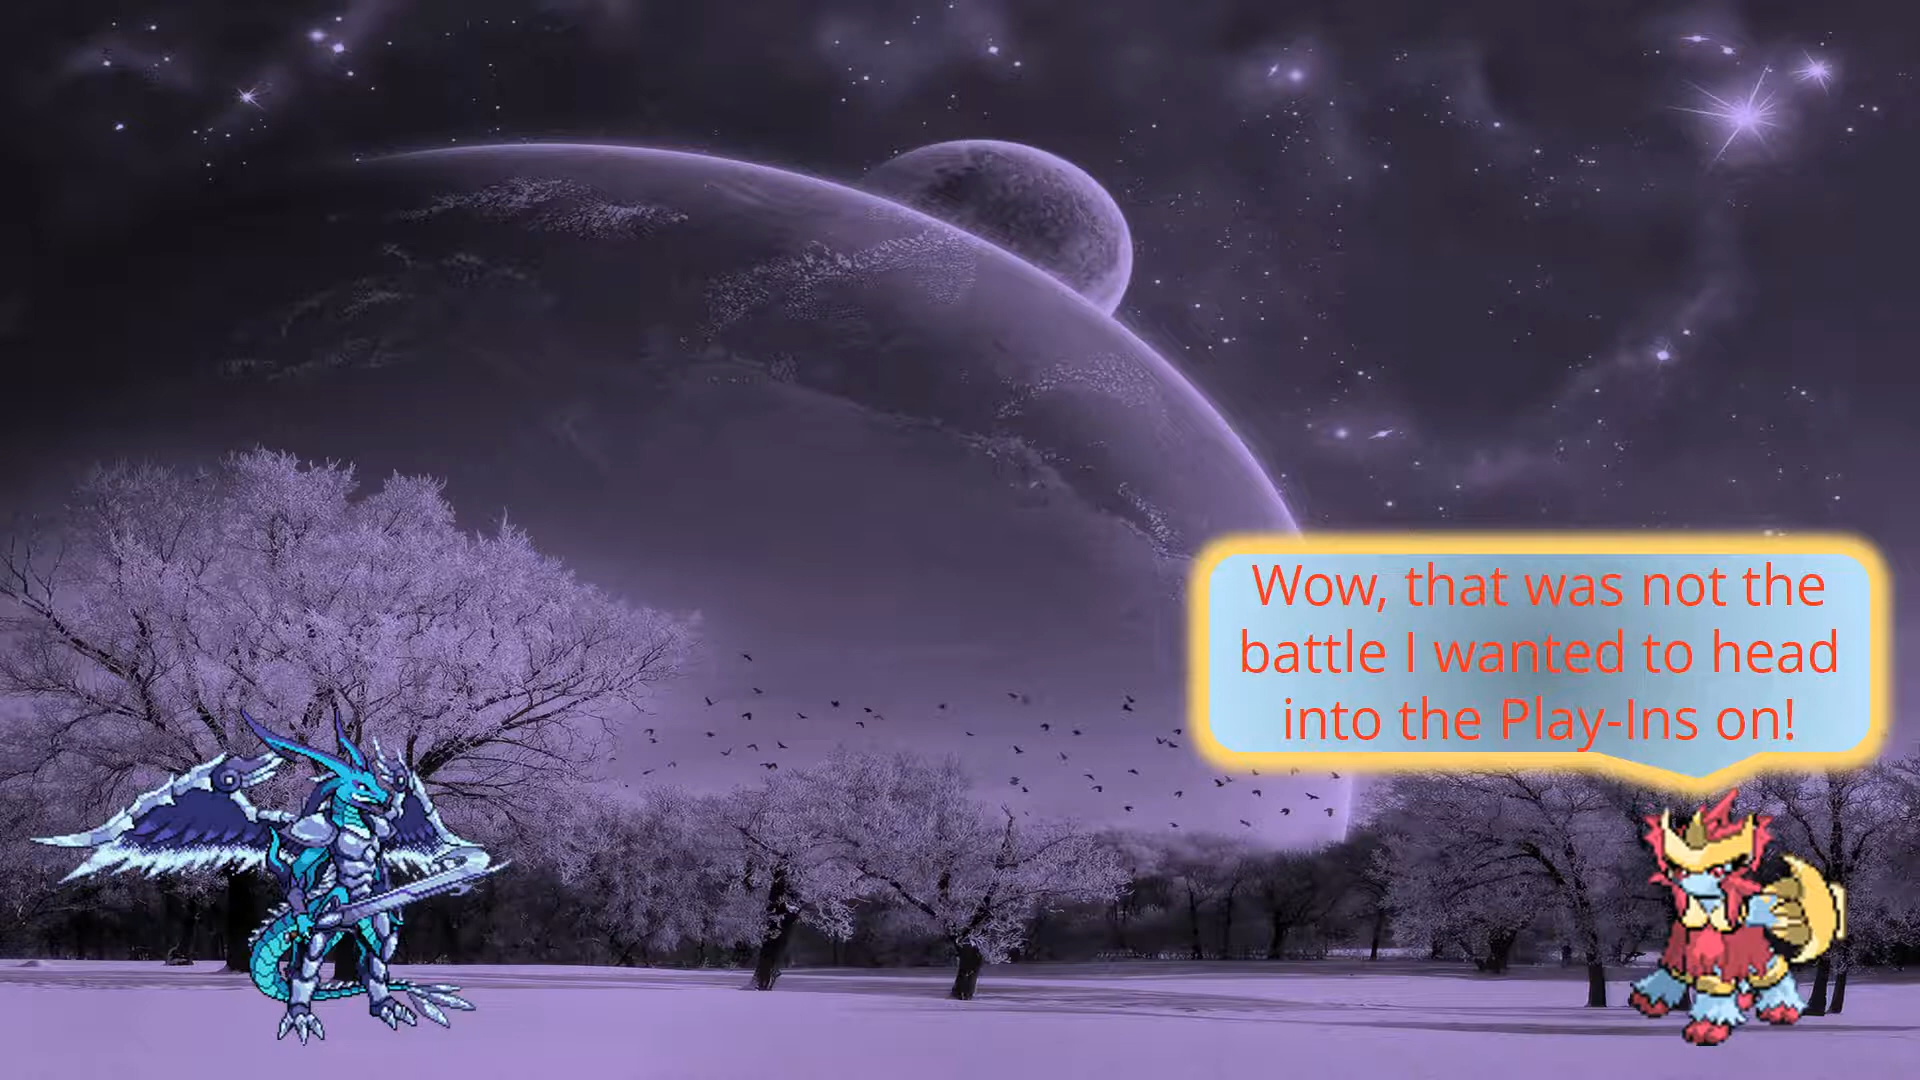 Wow, that was not the
battle I wanted to head
into the Play-Ins on!